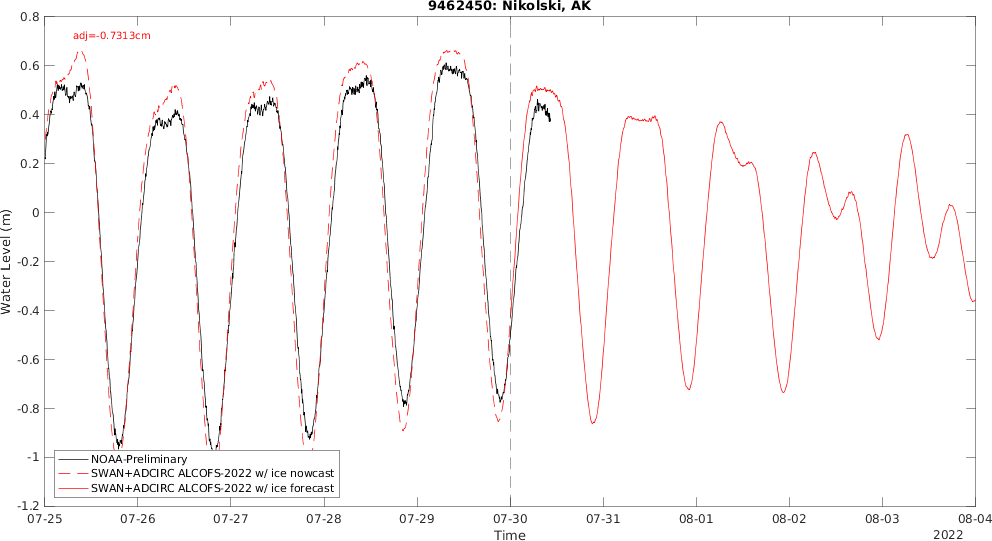 9462450: Nikolski, AK
adj=-0.7313cm
Water Level (m)
0.8
0.6
0.4
0.2
0
-0.2
-0.4
-0.6
-0.8
-1
-1.2
NOAA-Preliminary
SWAN+ADCIRC ALCOFS-2022 w/ ice nowcast
SWAN+ADCIRC ALCOFS-2022 w/ ice forecast
07-25 07-26 07-27 07-28 07-29 07-30 07-31 08-01 08-02 08-03 08-04
Time
2022